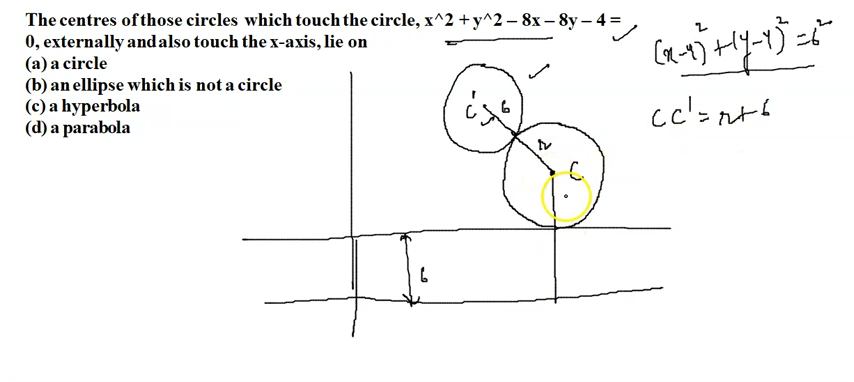 The centres of those circles which touch the circle, x^2 + y^2 – 8x – 8y – 4 =
0, externally and also touch the x-axis, lie on
(a) a circle
(b) an ellipse which is not a circle
(c) a hyperbola
(d) a parabola
(x-4)² + (y-4)² = 6²
CC' = r+6
C' 6
r
C
6